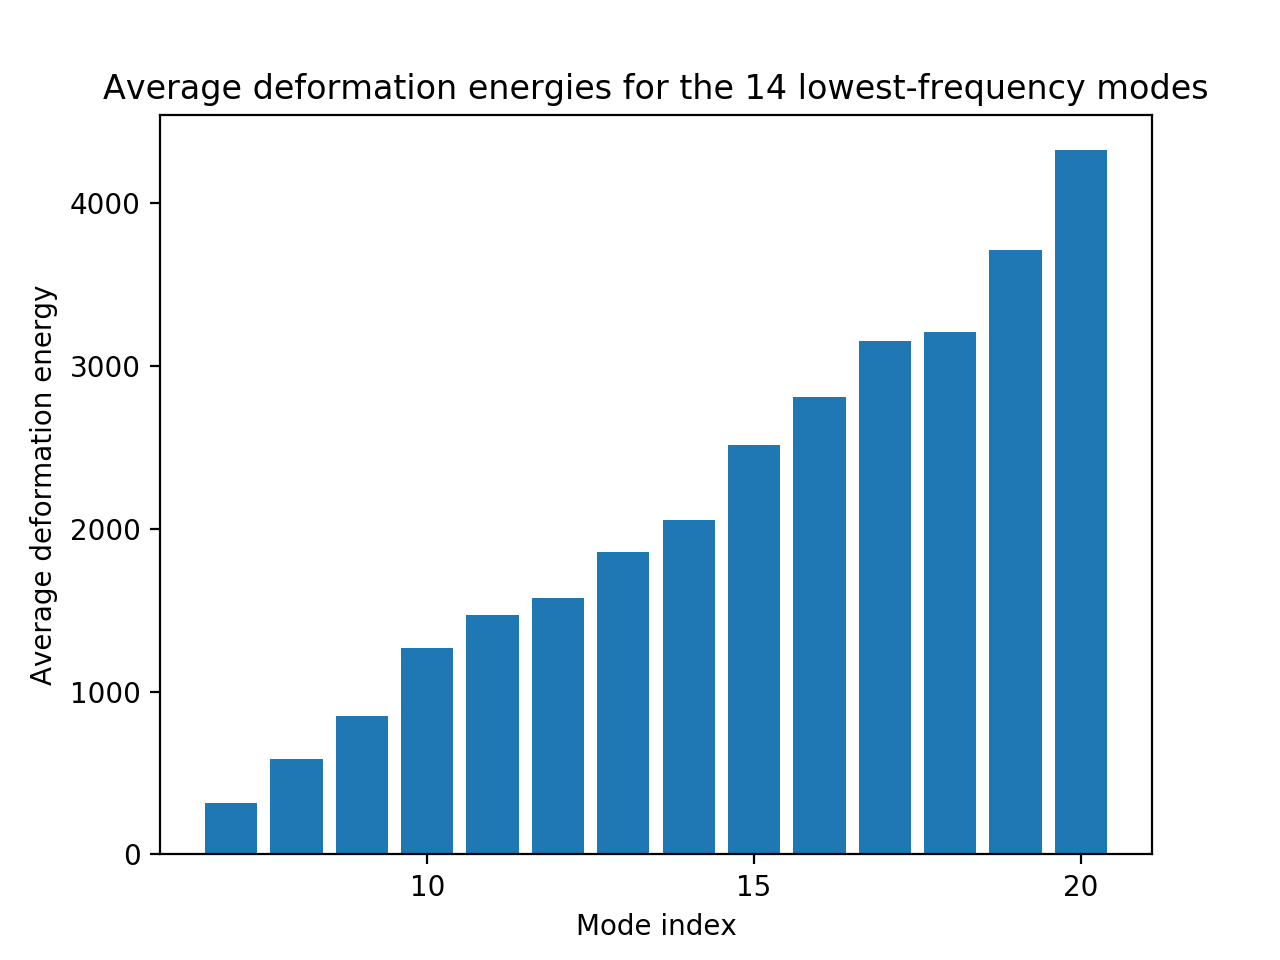 Average deformation energies for the 14 lowest-frequency modes
Average deformation energy
4000
3000
2000
1000
0
10
15
20
Mode index